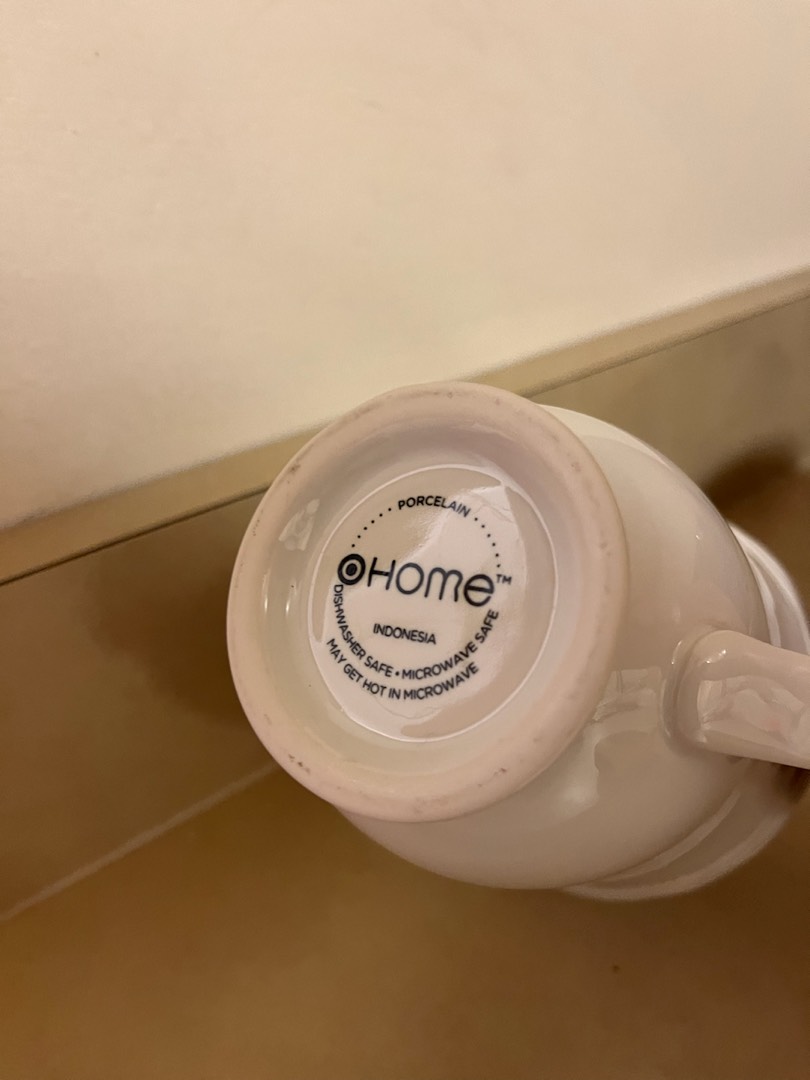 PORCELAIN
HOMe™
INDONESIA
DISHWASHER SAFE • MICROWAVE SAFE
MAY GET HOT IN MICROWAVE